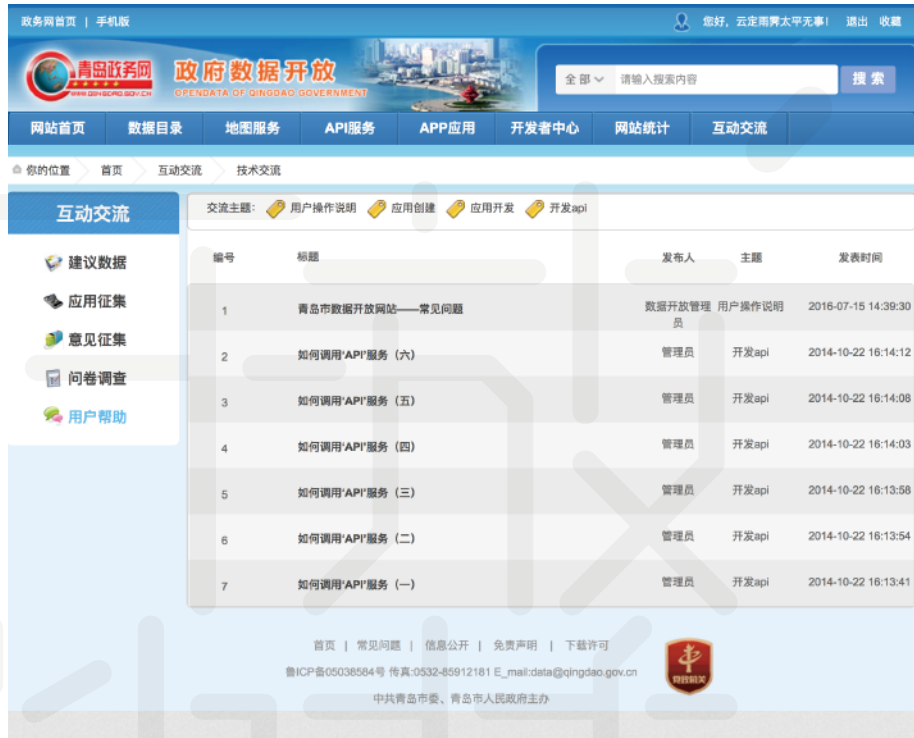 政务网首页 | 手机版 您好，云定雨霁太平无事! 退出 收藏
青岛政务网 政府数据开放
WWW.QINGDAO.GOV.CN OPENDATA OF QINGDAO GOVERNMENT
全部 请输入搜索内容 搜索
网站首页 数据目录 地图服务 API服务 APP应用 开发者中心 网站统计 互动交流
你的位置 首页 互动交流 技术交流
互动交流
建议数据
应用征集
意见征集
问卷调查
用户帮助
交流主题: 用户操作说明 应用创建 应用开发 开发api
编号 标题 发布人 主题 发表时间
1 青岛市数据开放网站——常见问题 数据开放管理员 用户操作说明 2016-07-15 14:39:30
2 如何调用'API'服务（六） 管理员 开发api 2014-10-22 16:14:12
3 如何调用'API'服务（五） 管理员 开发api 2014-10-22 16:14:08
4 如何调用'API'服务（四） 管理员 开发api 2014-10-22 16:14:03
5 如何调用'API'服务（三） 管理员 开发api 2014-10-22 16:13:58
6 如何调用'API'服务（二） 管理员 开发api 2014-10-22 16:13:54
7 如何调用'API'服务（一） 管理员 开发api 2014-10-22 16:13:41
首页 | 常见问题 | 信息公开 | 免责声明 | 下载许可
鲁ICP备05038584号 传真:0532-85912181 E_mail:data@qingdao.gov.cn
中共青岛市委、青岛市人民政府主办
党政机关